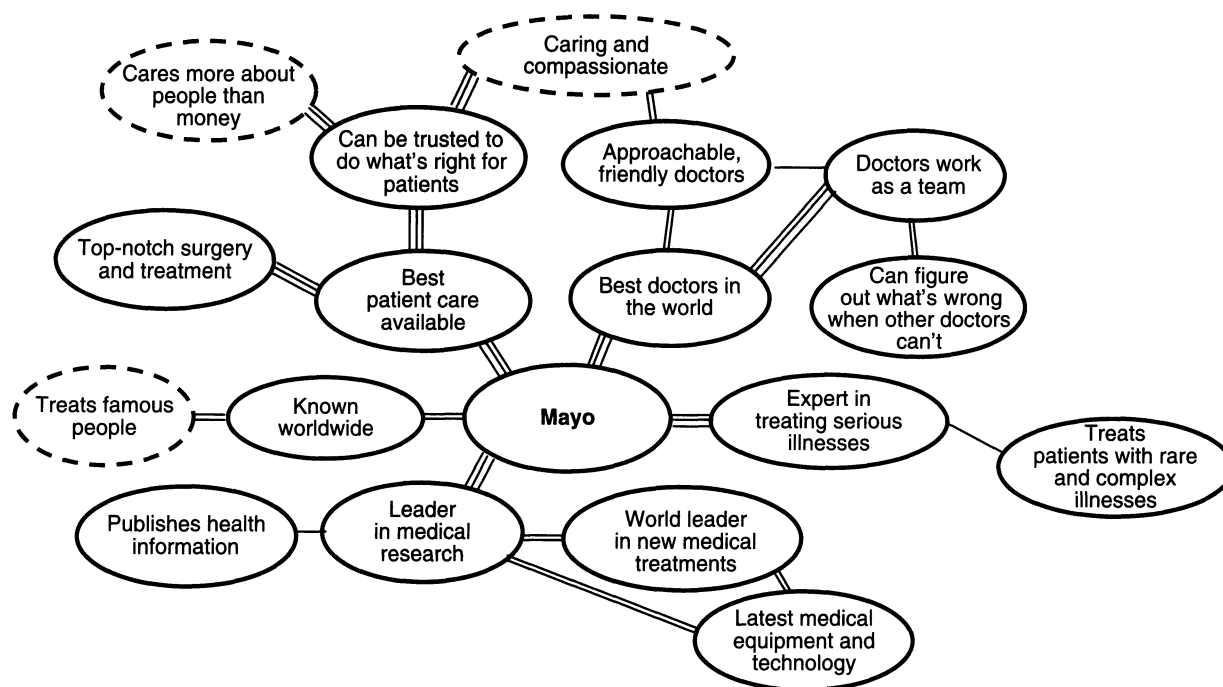 Caring and
compassionate
Cares more about
people than
money
Can be trusted to
do what's right for
patients
Approachable,
friendly doctors
Doctors work
as a team
Top-notch surgery
and treatment
Best
patient care
available
Best doctors in
the world
Can figure
out what's wrong
when other doctors
can't
Treats famous
people
Known
worldwide
Mayo
Expert in
treating serious
illnesses
Treats
patients with rare
and complex
illnesses
Publishes health
information
Leader
in medical
research
World leader
in new medical
treatments
Latest medical
equipment and
technology